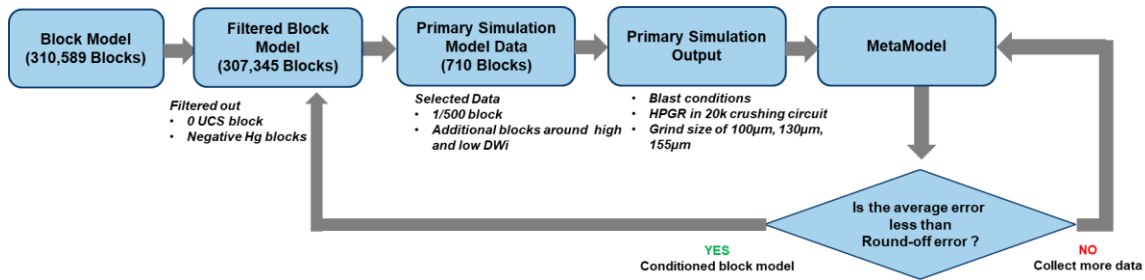 Block Model
(310,589 Blocks)
Filtered Block
Model
(307,345 Blocks)
Primary Simulation
Model Data
(710 Blocks)
Primary Simulation
Output
MetaModel
Filtered out
• 0 UCS block
• Negative Hg blocks
Selected Data
• 1/500 block
• Additional blocks around high
and low DWi
• Blast conditions
• HPGR in 20k crushing circuit
• Grind size of 100µm, 130µm,
155µm
Is the average error
less than
Round-off error ?
YES
Conditioned block model
NO
Collect more data